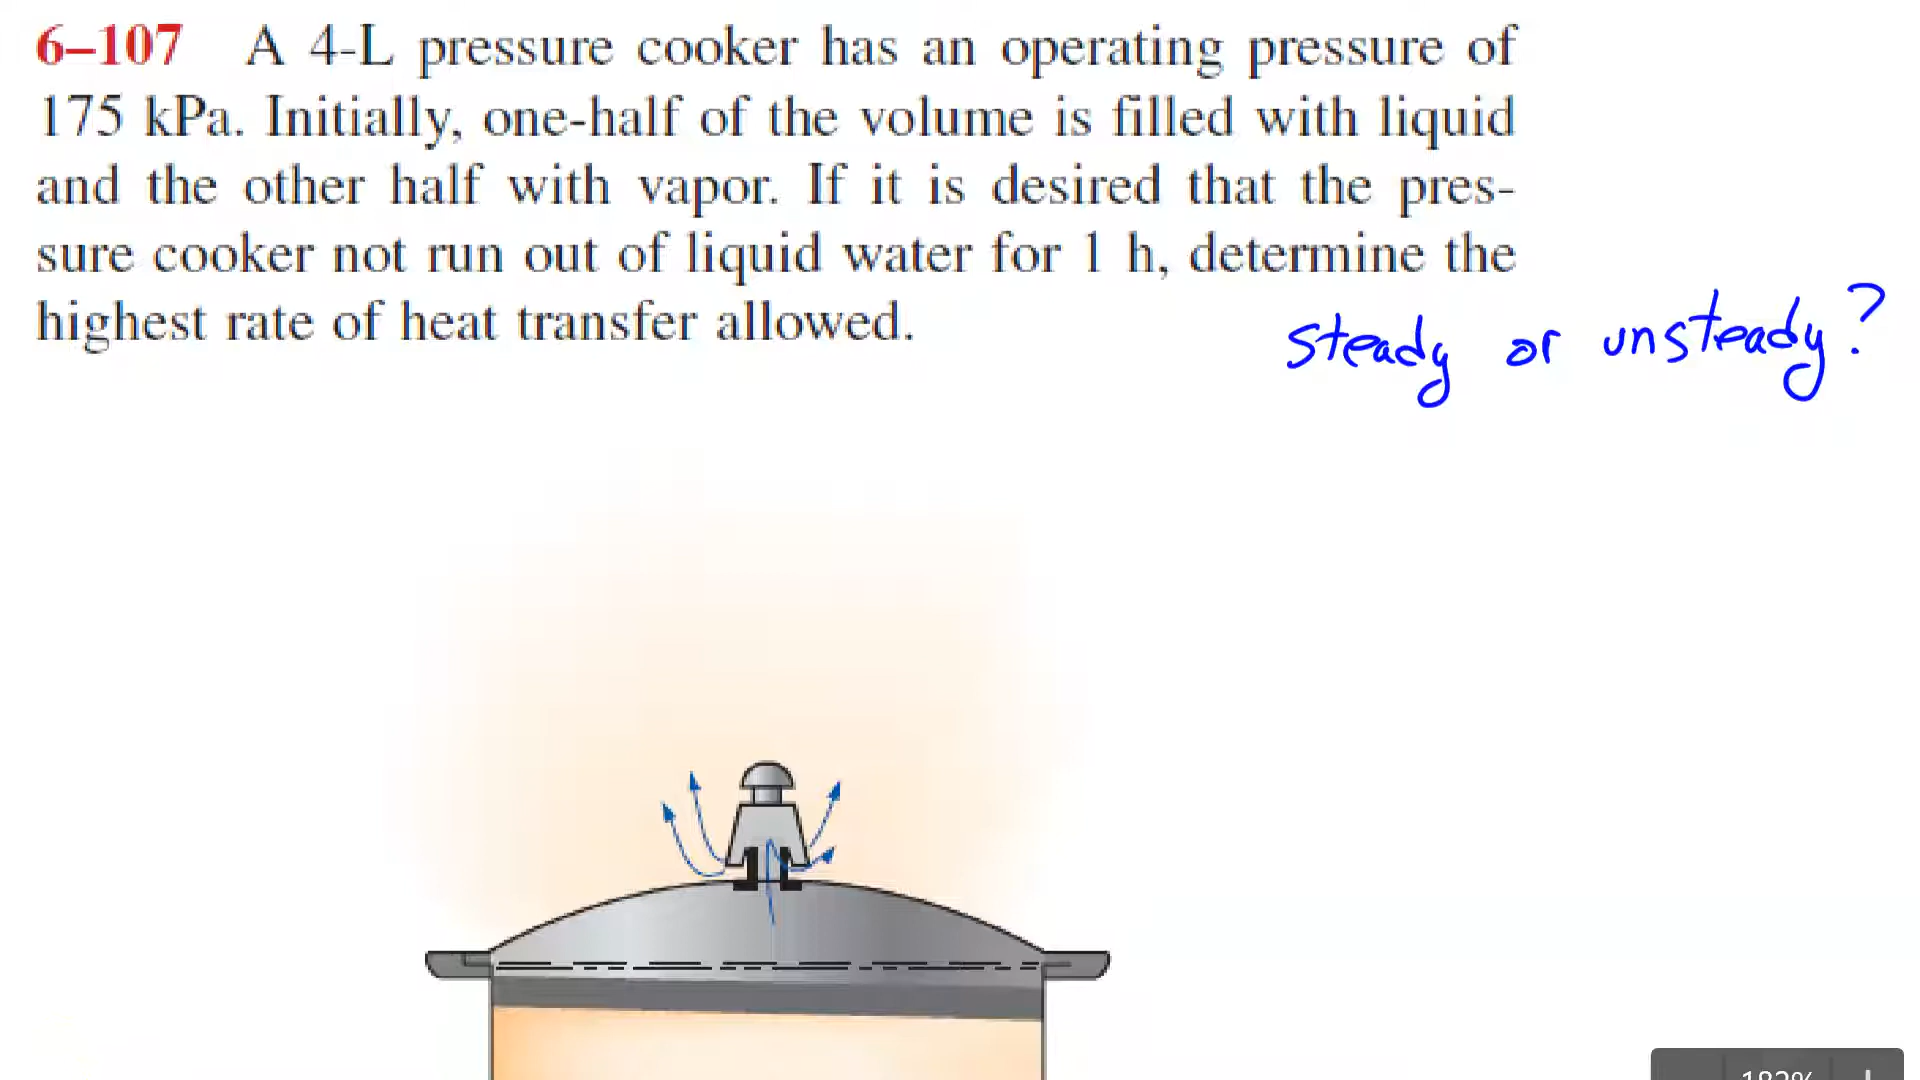 6–107 A 4-L pressure cooker has an operating pressure of
175 kPa. Initially, one-half of the volume is filled with liquid
and the other half with vapor. If it is desired that the pres-
sure cooker not run out of liquid water for 1 h, determine the
highest rate of heat transfer allowed.
steady or unsteady?